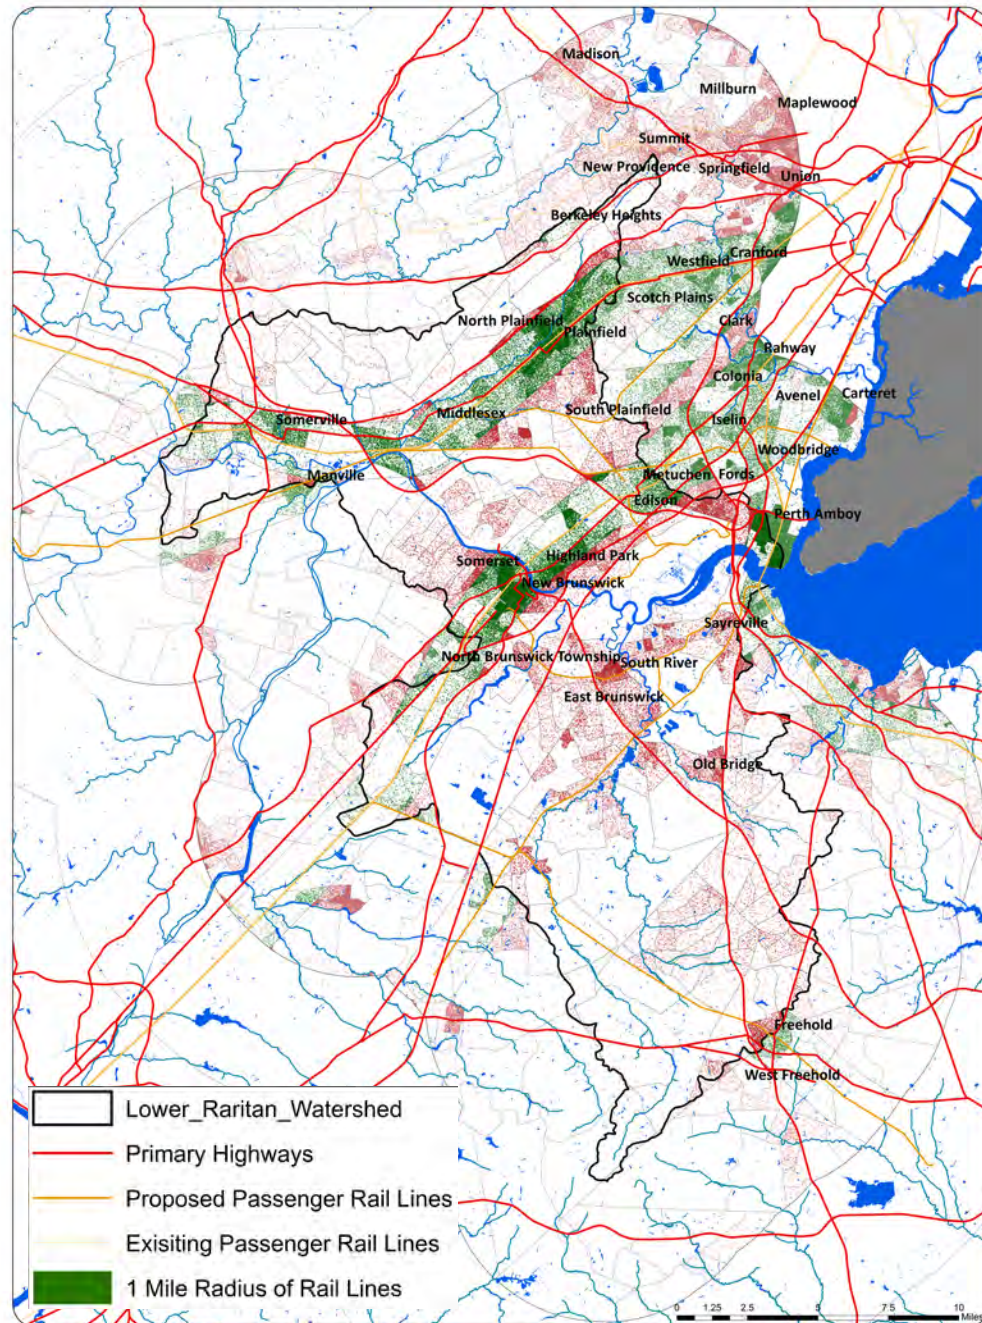 Madison
Millburn
Maplewood
Summit
New Providence
Springfield
Union
Berkeley Heights
Cranford
Westfield
Scotch Plains
North Plainfield
Clark
Plainfield
Rahway
Colonia
Avenel
Carteret
Middlesex
South Plainfield
Iselin
Somerville
Woodbridge
Manville
Metuchen
Fords
Edison
Perth Amboy
Highland Park
Somerset
New Brunswick
Sayreville
North Brunswick Township
South River
East Brunswick
Old Bridge
Freehold
West Freehold
Lower_Raritan_Watershed
Primary Highways
Proposed Passenger Rail Lines
Exisiting Passenger Rail Lines
1 Mile Radius of Rail Lines
0 1.25 2.5 5 7.5 10
Miles